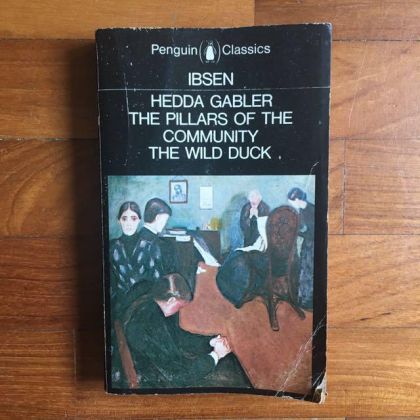 Penguin Classics
IBSEN
HEDDA GABLER
THE PILLARS OF THE
COMMUNITY
THE WILD DUCK